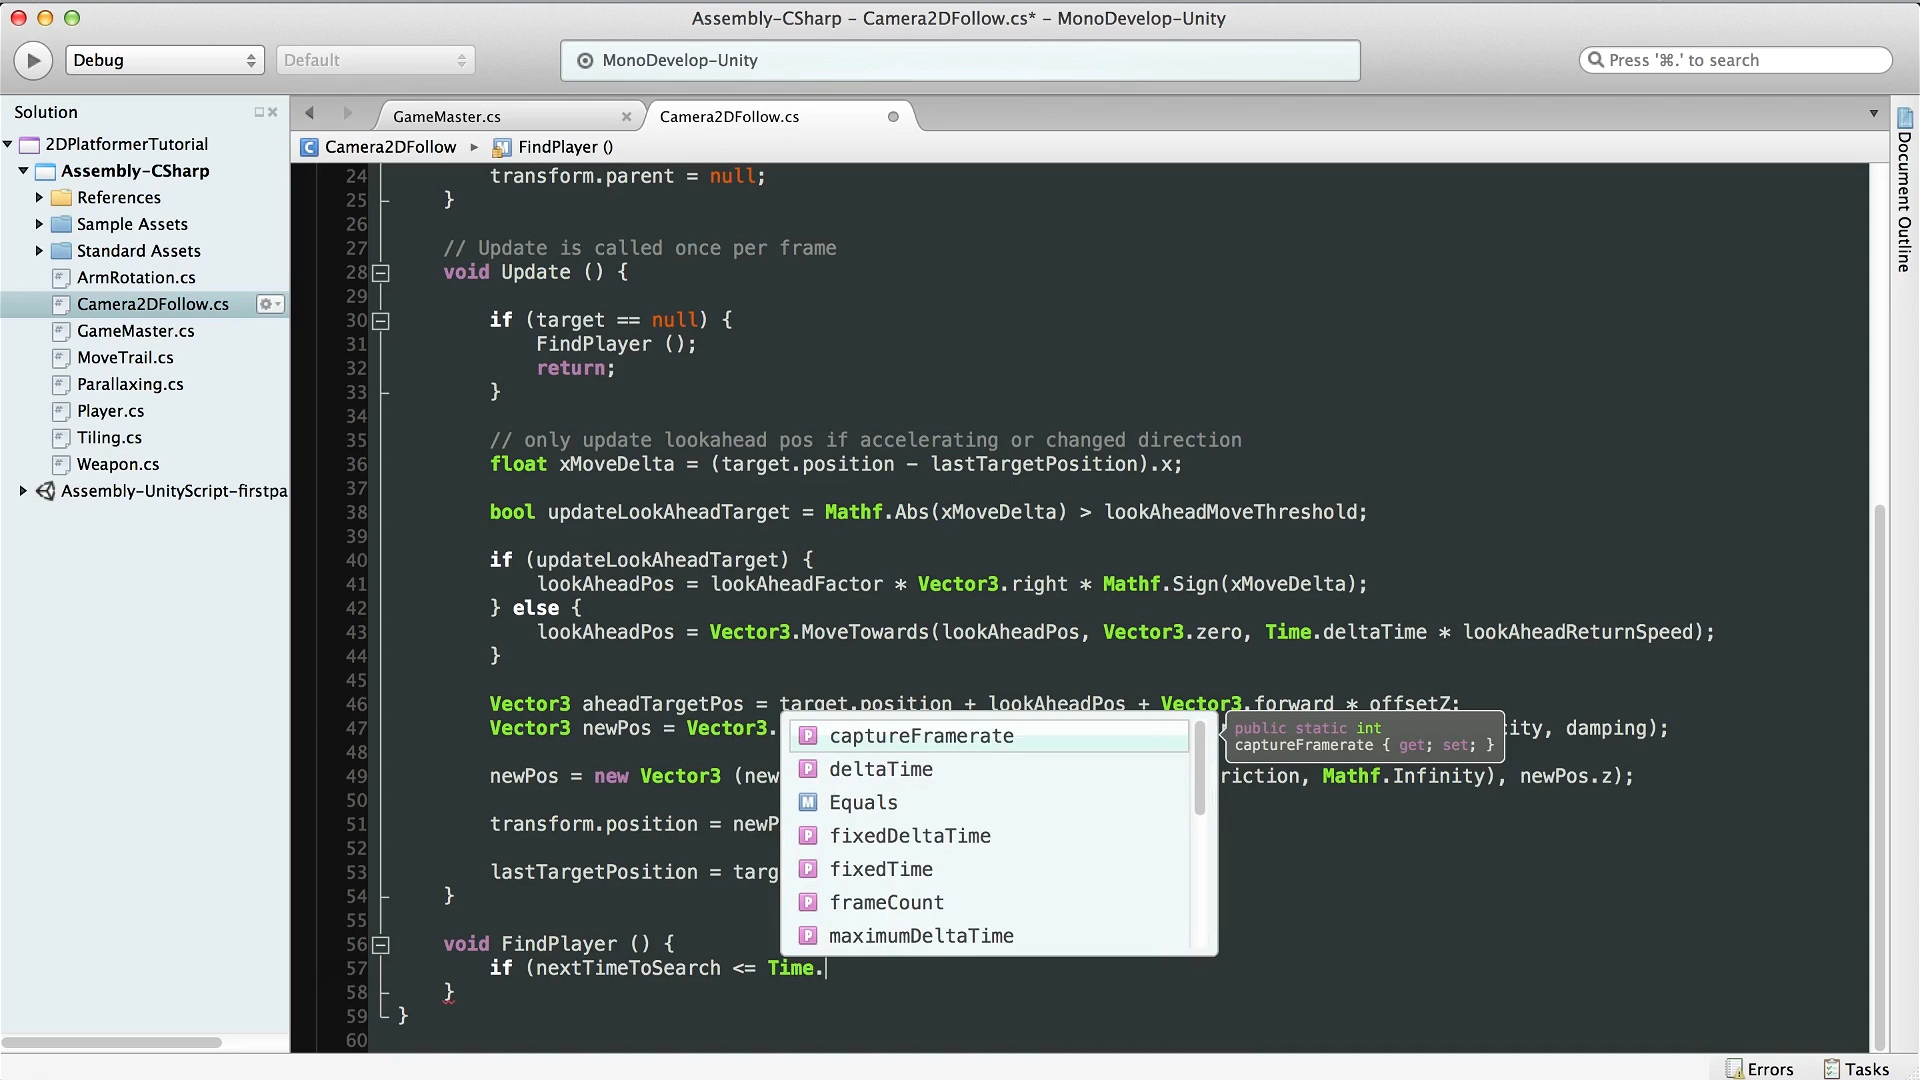 Assembly-CSharp – Camera2DFollow.cs* – MonoDevelop-Unity
Debug
Default
MonoDevelop-Unity
Press '⌘.' to search
Solution
2DPlatformerTutorial
Assembly-CSharp
References
Sample Assets
Standard Assets
ArmRotation.cs
Camera2DFollow.cs
GameMaster.cs
MoveTrail.cs
Parallaxing.cs
Player.cs
Tiling.cs
Weapon.cs
Assembly-UnityScript-firstpa
GameMaster.cs
Camera2DFollow.cs
Camera2DFollow ▸ FindPlayer ()
24 transform.parent = null;
25 }
26
27 // Update is called once per frame
28 void Update () {
29
30 if (target == null) {
31 FindPlayer ();
32 return;
33 }
34
35 // only update lookahead pos if accelerating or changed direction
36 float xMoveDelta = (target.position - lastTargetPosition).x;
37
38 bool updateLookAheadTarget = Mathf.Abs(xMoveDelta) > lookAheadMoveThreshold;
39
40 if (updateLookAheadTarget) {
41 lookAheadPos = lookAheadFactor * Vector3.right * Mathf.Sign(xMoveDelta);
42 } else {
43 lookAheadPos = Vector3.MoveTowards(lookAheadPos, Vector3.zero, Time.deltaTime * lookAheadReturnSpeed);
44 }
45
46 Vector3 aheadTargetPos = target.position + lookAheadPos + Vector3.forward * offsetZ;
47 Vector3 newPos = Vector3. ity, damping);
48
49 newPos = new Vector3 (new riction, Mathf.Infinity), newPos.z);
50
51 transform.position = newP
52
53 lastTargetPosition = targ
54 }
55
56 void FindPlayer () {
57 if (nextTimeToSearch <= Time.
58 }
59 }
60
captureFramerate
deltaTime
Equals
fixedDeltaTime
fixedTime
frameCount
maximumDeltaTime
public static int
captureFramerate { get; set; }
Document Outline
Errors
Tasks